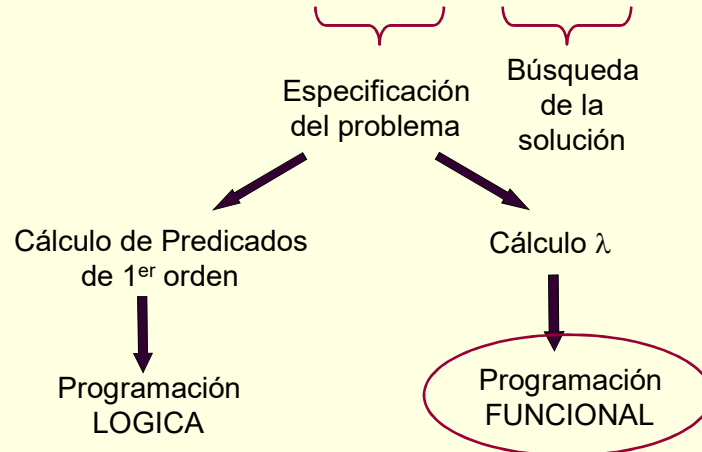 Especificación
del problema
Búsqueda
de la
solución
Cálculo de Predicados
de 1er orden
Cálculo λ
Programación
LOGICA
Programación
FUNCIONAL